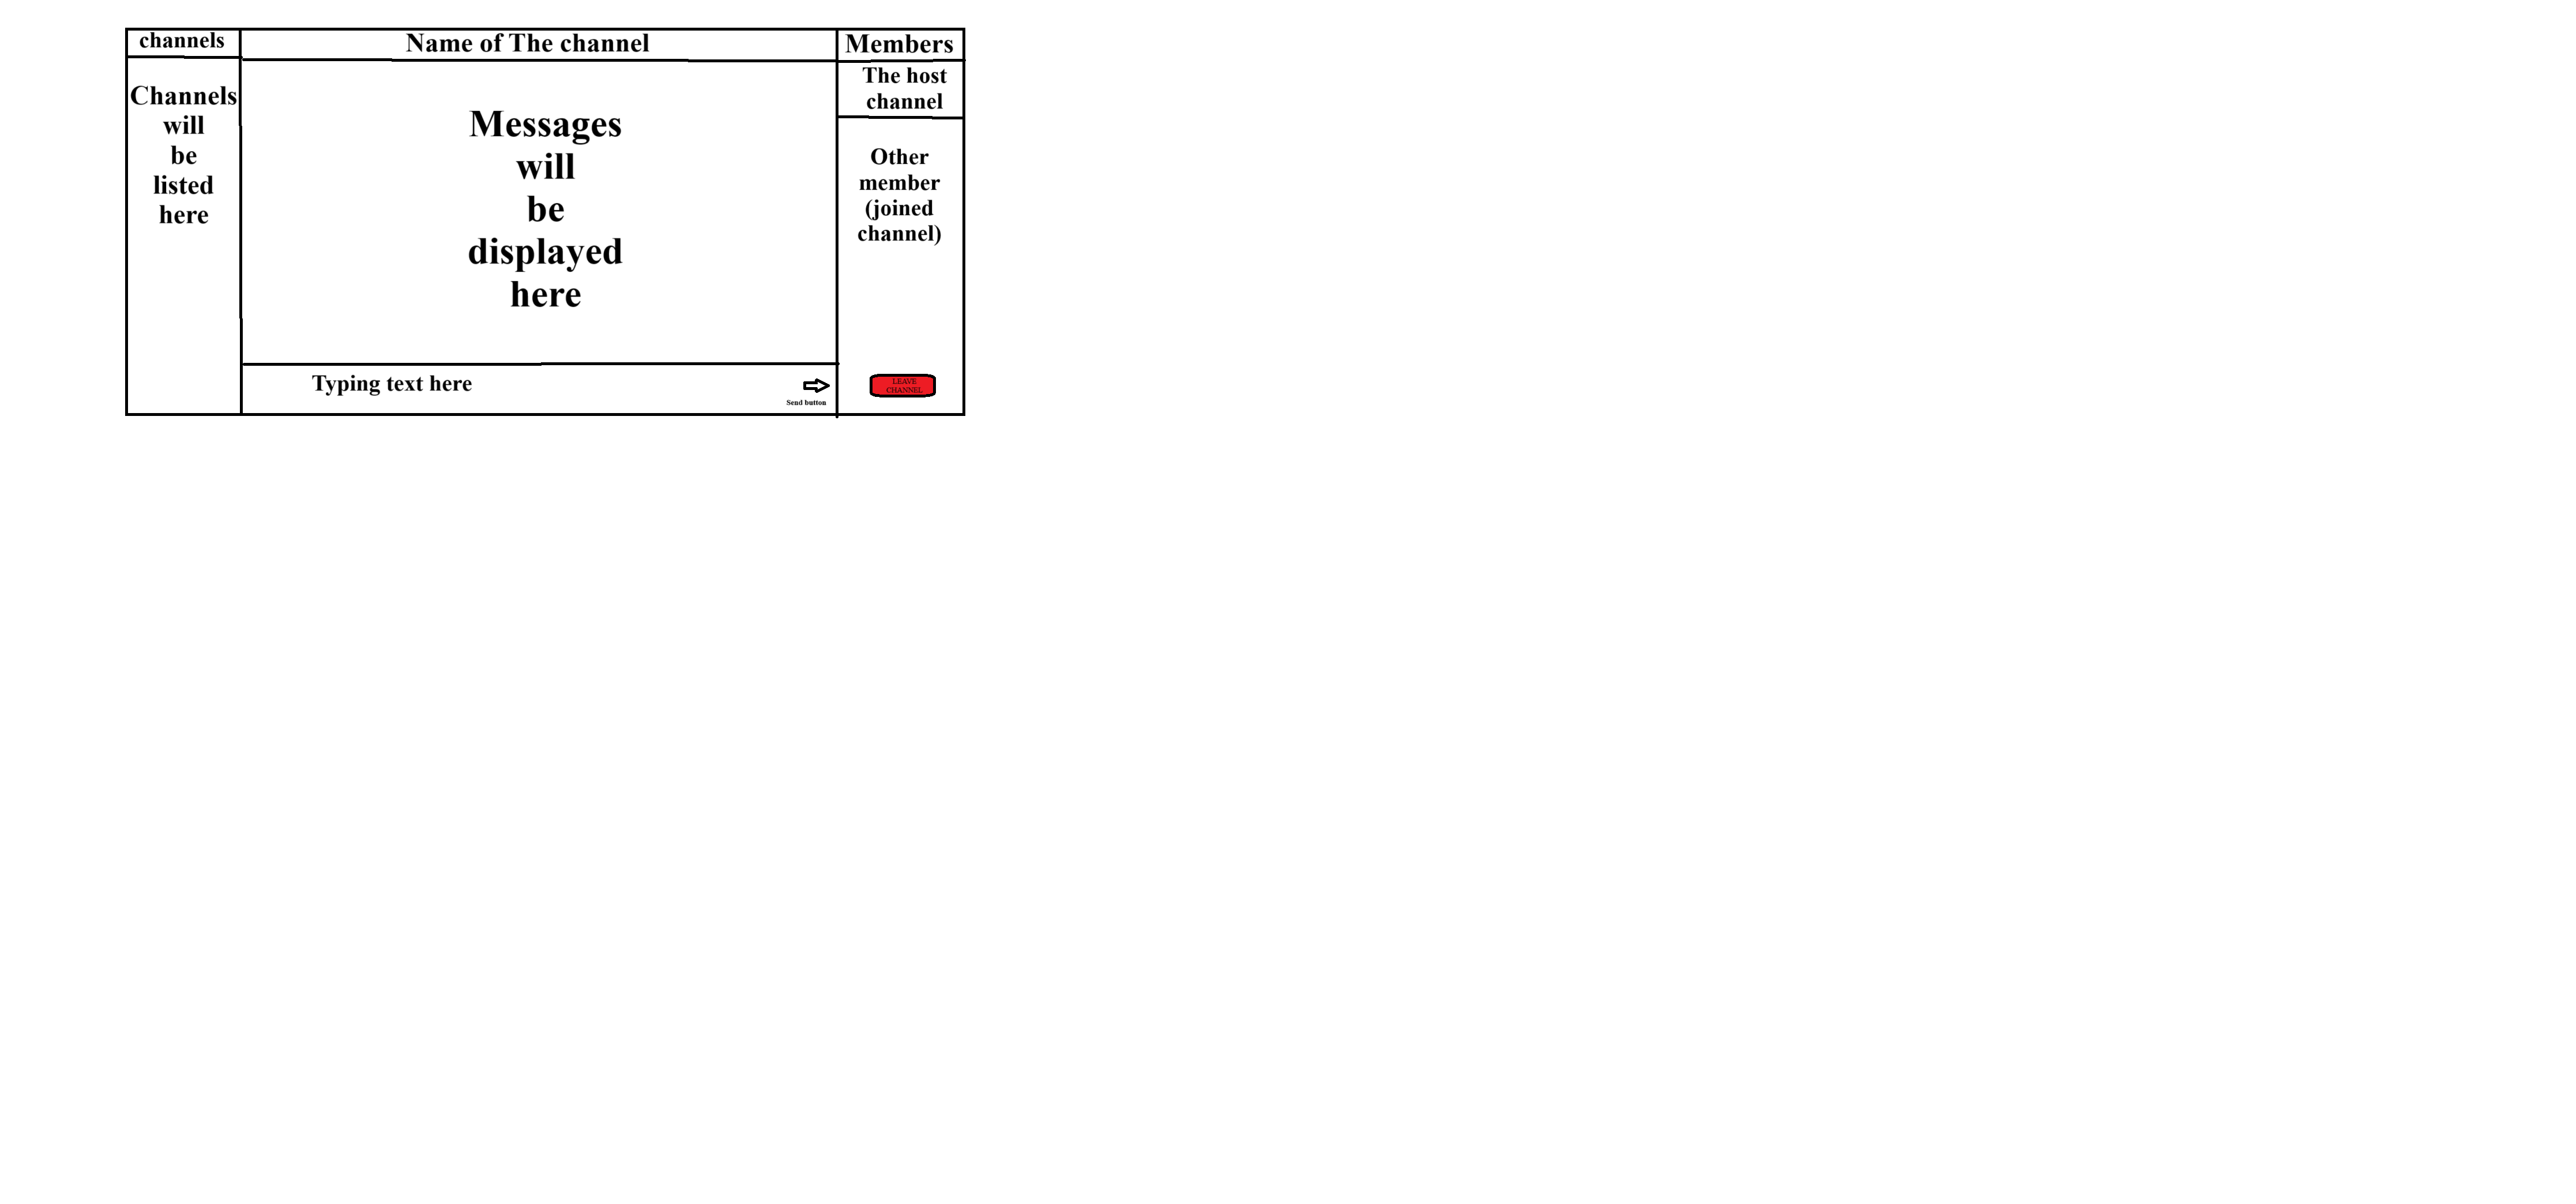 channels
Name of The channel
Members
Channels
will
be
listed
here
Messages
will
be
displayed
here
The host
channel
Other
member
(joined
channel)
Typing text here
Send button
LEAVE
CHANNEL